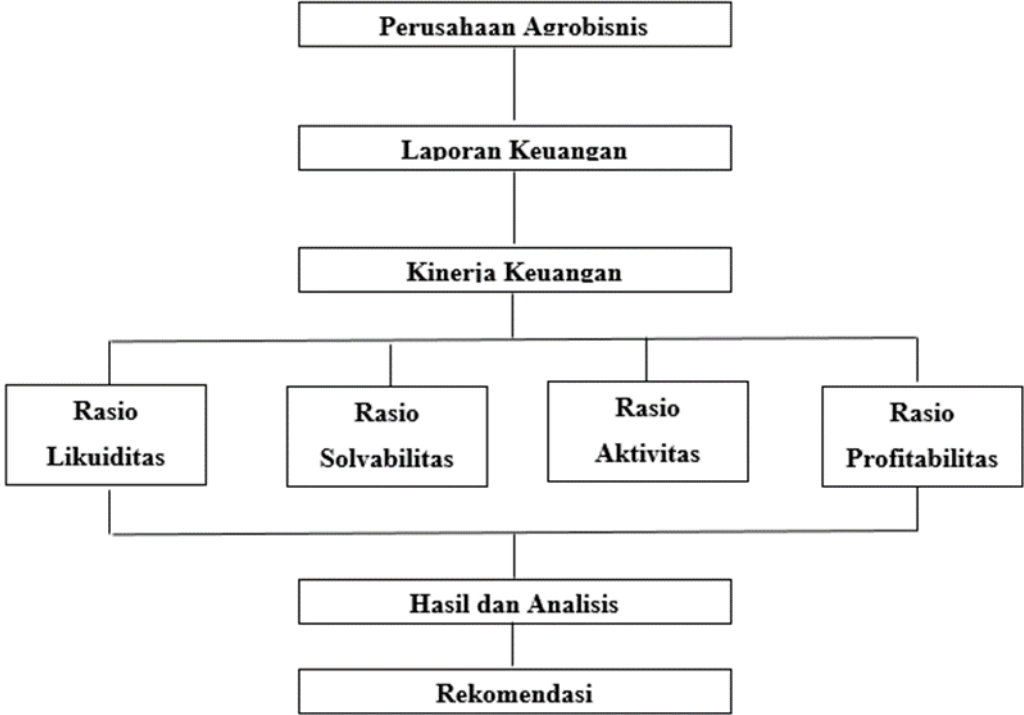 Perusahaan Agrobisnis
Laporan Keuangan
Kinerja Keuangan
Rasio
Likuiditas
Rasio
Solvabilitas
Rasio
Aktivitas
Rasio
Profitabilitas
Hasil dan Analisis
Rekomendasi